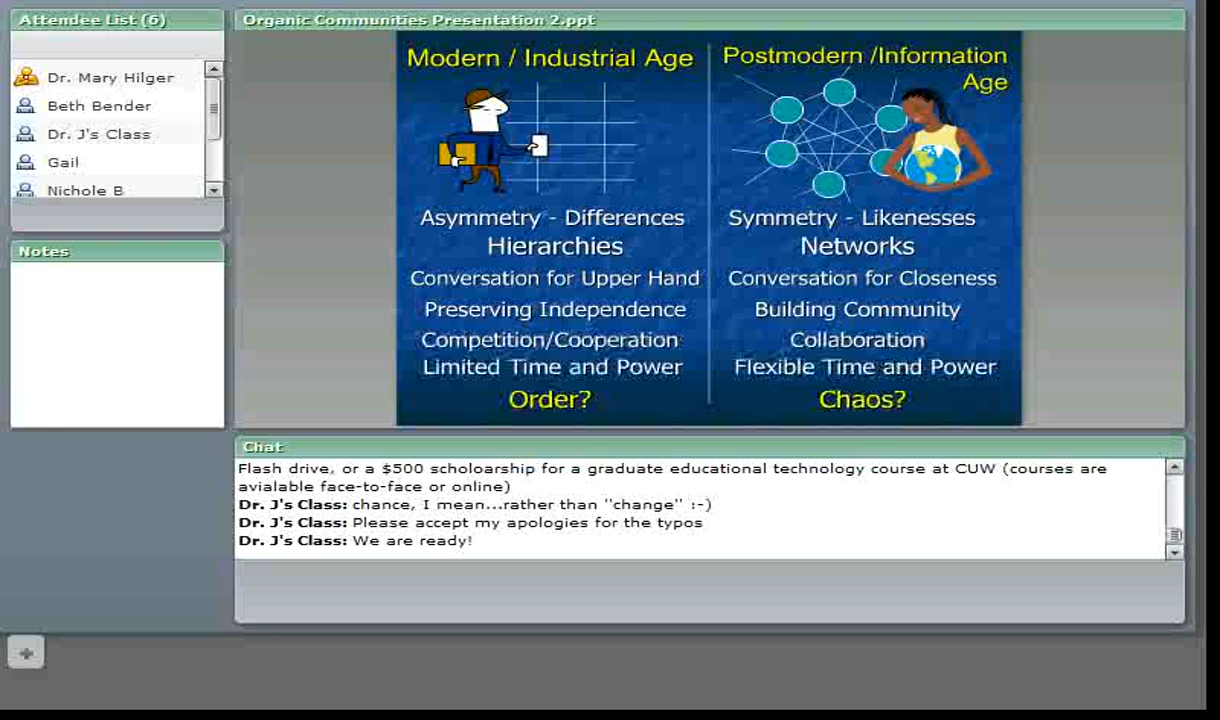 Attendee List (6)
Dr. Mary Hilger
Beth Bender
Dr. J's Class
Gail
Nichole B
Notes
Organic Communities Presentation 2.ppt
Modern / Industrial Age
Asymmetry - Differences
Hierarchies
Conversation for Upper Hand
Preserving Independence
Competition/Cooperation
Limited Time and Power
Order?
Postmodern /Information
Age
Symmetry - Likenesses
Networks
Conversation for Closeness
Building Community
Collaboration
Flexible Time and Power
Chaos?
Chat
Flash drive, or a $500 scholoarship for a graduate educational technology course at CUW (courses are
avialable face-to-face or online)
Dr. J's Class: chance, I mean...rather than "change" :-)
Dr. J's Class: Please accept my apologies for the typos
Dr. J's Class: We are ready!